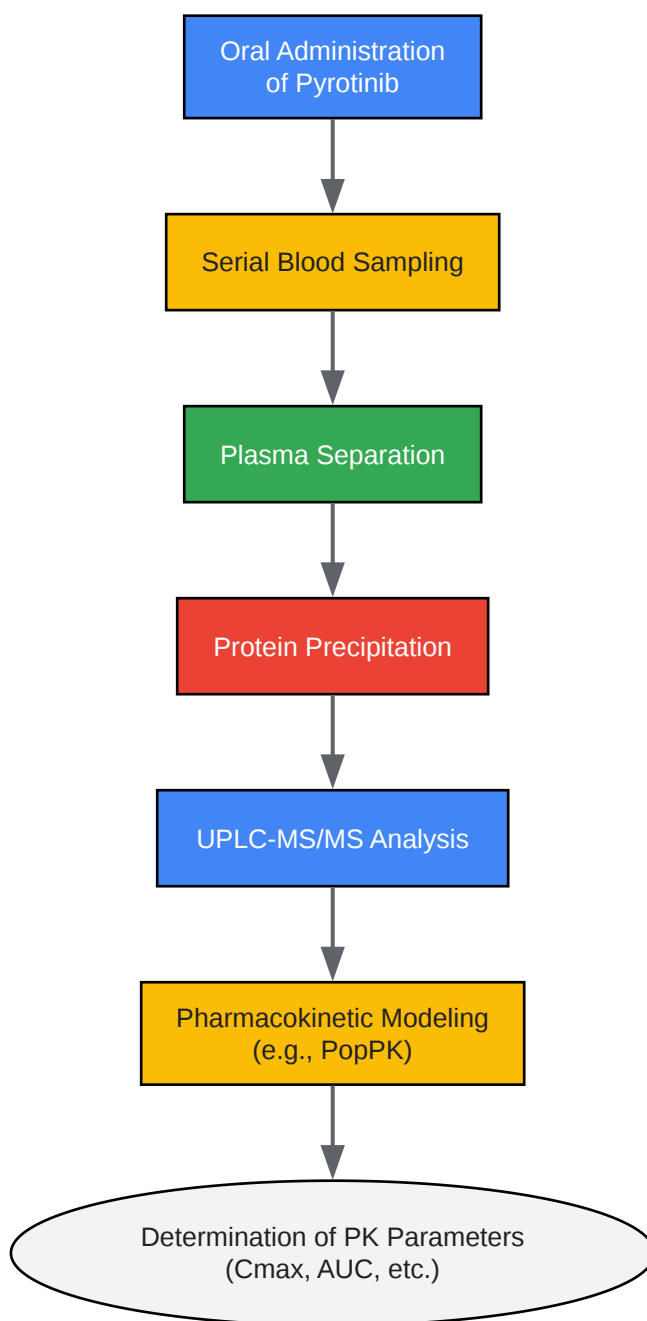 Oral Administration
of Pyrotinib
Serial Blood Sampling
Plasma Separation
Protein Precipitation
UPLC-MS/MS Analysis
Pharmacokinetic Modeling
(e.g., PopPK)
Determination of PK Parameters
(Cmax, AUC, etc.)